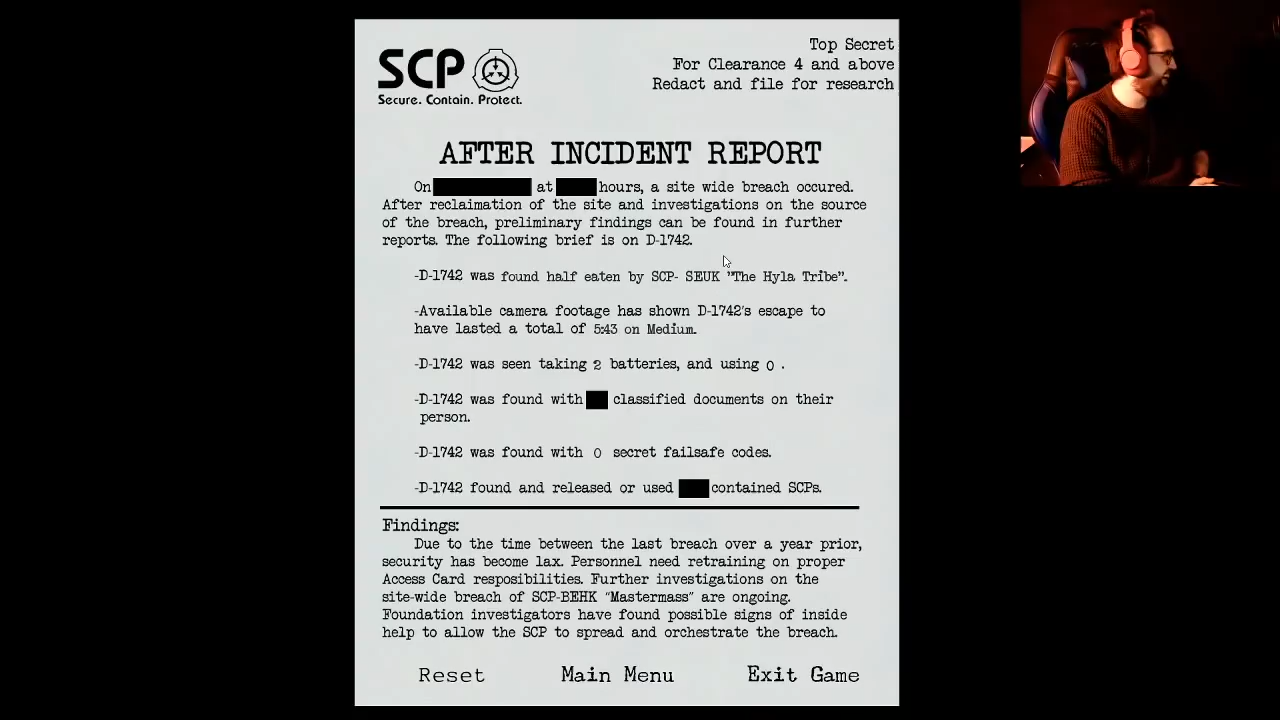 SCP
Secure. Contain. Protect.
Top Secret
For Clearance 4 and above
Redact and file for research
AFTER INCIDENT REPORT
On at hours, a site wide breach occured.
After reclaimation of the site and investigations on the source
of the breach, preliminary findings can be found in further
reports. The following brief is on D-1742.
-D-1742 was found half eaten by SCP- SEUK "The Hyla Tribe".
-Available camera footage has shown D-1742's escape to
have lasted a total of 5:43 on Medium.
-D-1742 was seen taking 2 batteries, and using 0 .
-D-1742 was found with classified documents on their
person.
-D-1742 was found with 0 secret failsafe codes.
-D-1742 found and released or used contained SCPs.
Findings:
Due to the time between the last breach over a year prior,
security has become lax. Personnel need retraining on proper
Access Card resposibilities. Further investigations on the
site-wide breach of SCP-BEHK "Mastermass" are ongoing.
Foundation investigators have found possible signs of inside
help to allow the SCP to spread and orchestrate the breach.
Reset Main Menu Exit Game